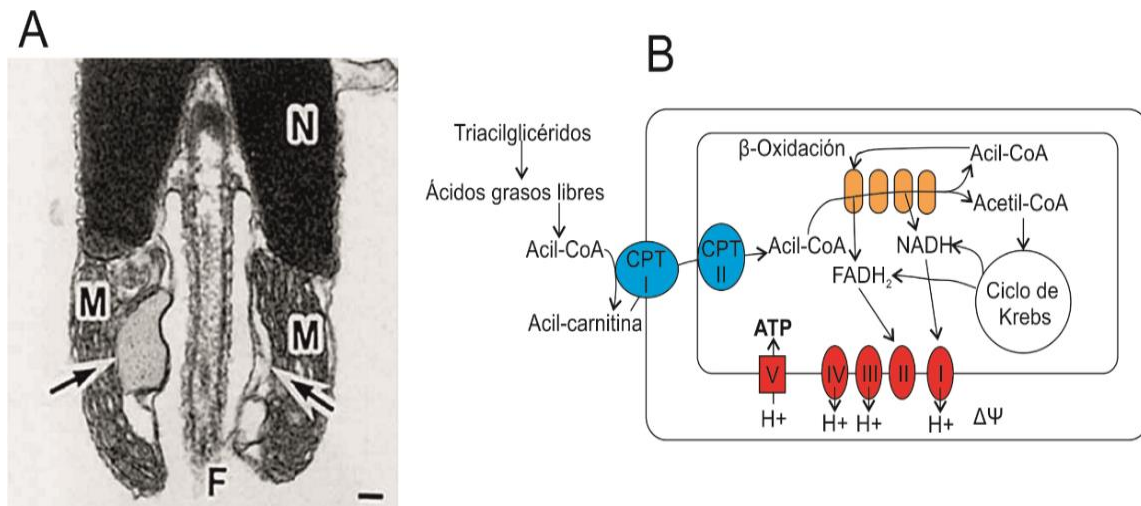 A
N
M
M
F
B
Triacilglicéridos
Ácidos grasos libres
Acil-CoA
Acil-carnitina
CPT
I
CPT
II
β-Oxidación
Acil-CoA
Acil-CoA
Acetil-CoA
NADH
FADH₂
Ciclo de
Krebs
ATP
V
IV
III
II
I
H+
H+
H+
H+
ΔΨ